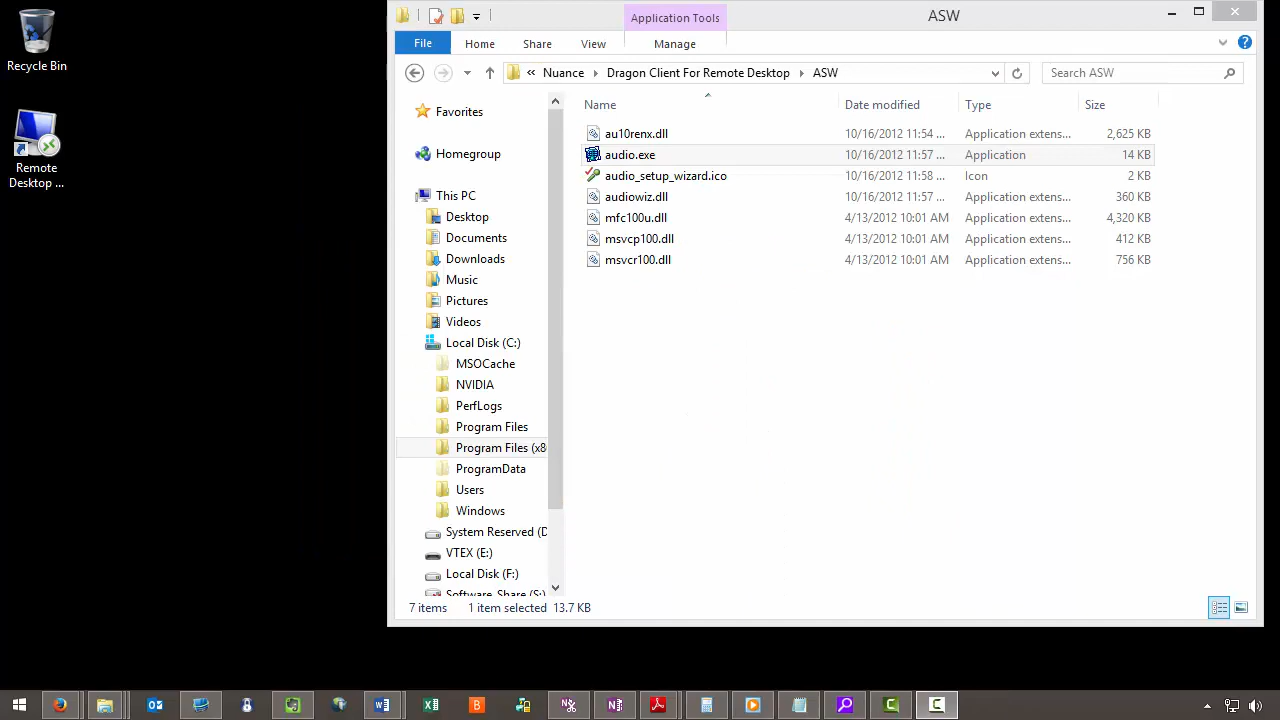 Recycle Bin
Remote
Desktop ...
Application Tools
ASW
File
Home
Share
View
Manage
« Nuance
Dragon Client For Remote Desktop
ASW
Search ASW
Favorites
Homegroup
This PC
Desktop
Documents
Downloads
Music
Pictures
Videos
Local Disk (C:)
MSOCache
NVIDIA
PerfLogs
Program Files
Program Files (x8
ProgramData
Users
Windows
System Reserved (D
VTEX (E:)
Local Disk (F:)
Software_Share (S:)
Name Date modified Type Size
au10renx.dll 10/16/2012 11:54 ... Application extens... 2,625 KB
audio.exe 10/16/2012 11:57 ... Application 14 KB
audio_setup_wizard.ico 10/16/2012 11:58 ... Icon 2 KB
audiowiz.dll 10/16/2012 11:57 ... Application extens... 360 KB
mfc100u.dll 4/13/2012 10:01 AM Application extens... 4,320 KB
msvcp100.dll 4/13/2012 10:01 AM Application extens... 412 KB
msvcr100.dll 4/13/2012 10:01 AM Application extens... 756 KB
7 items 1 item selected 13.7 KB